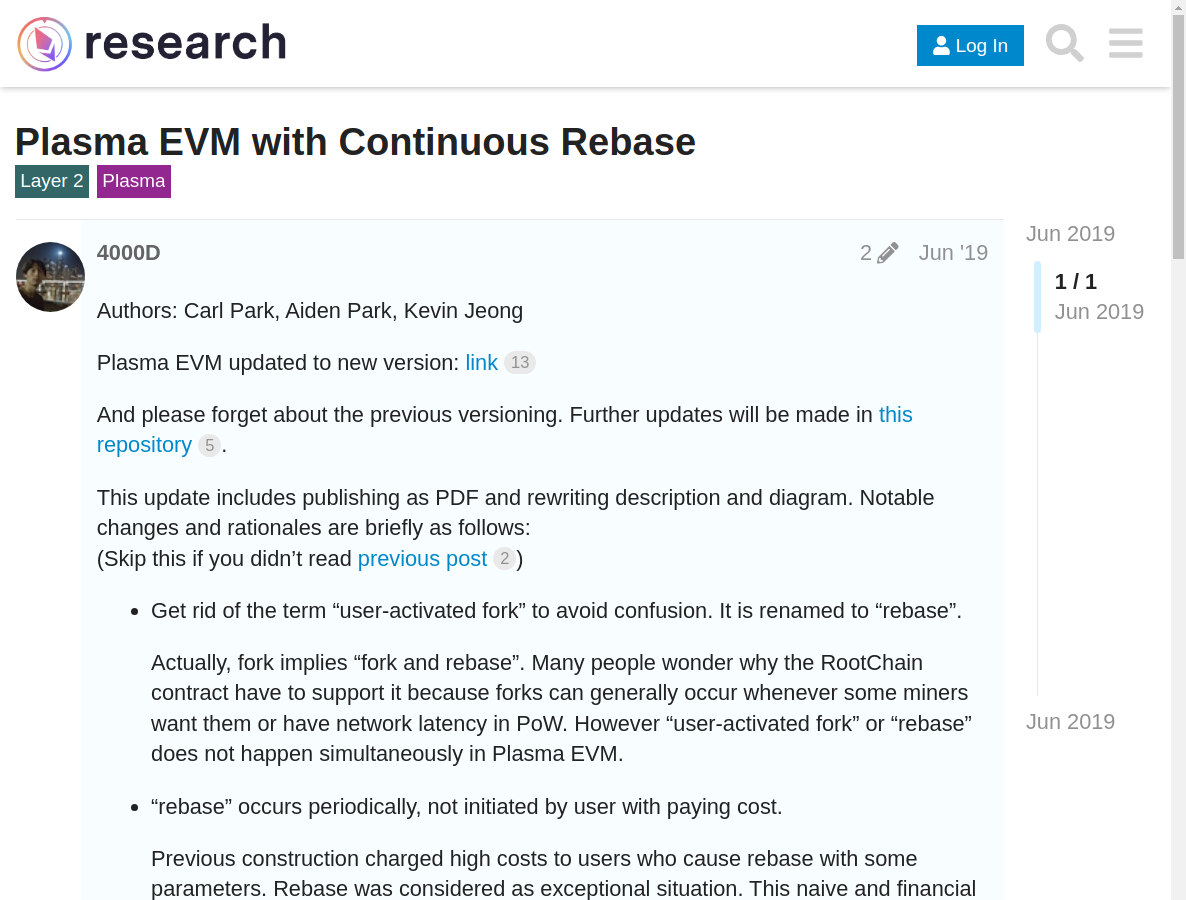 research
Log In
Plasma EVM with Continuous Rebase
Layer 2 Plasma
4000D
2 Jun '19
Authors: Carl Park, Aiden Park, Kevin Jeong
Plasma EVM updated to new version: link 13
And please forget about the previous versioning. Further updates will be made in this
repository 5.
This update includes publishing as PDF and rewriting description and diagram. Notable
changes and rationales are briefly as follows:
(Skip this if you didn’t read previous post 2)
• Get rid of the term “user-activated fork” to avoid confusion. It is renamed to “rebase”.
Actually, fork implies “fork and rebase”. Many people wonder why the RootChain
contract have to support it because forks can generally occur whenever some miners
want them or have network latency in PoW. However “user-activated fork” or “rebase”
does not happen simultaneously in Plasma EVM.
• “rebase” occurs periodically, not initiated by user with paying cost.
Previous construction charged high costs to users who cause rebase with some
parameters. Rebase was considered as exceptional situation. This naive and financial
Jun 2019
1 / 1
Jun 2019
Jun 2019